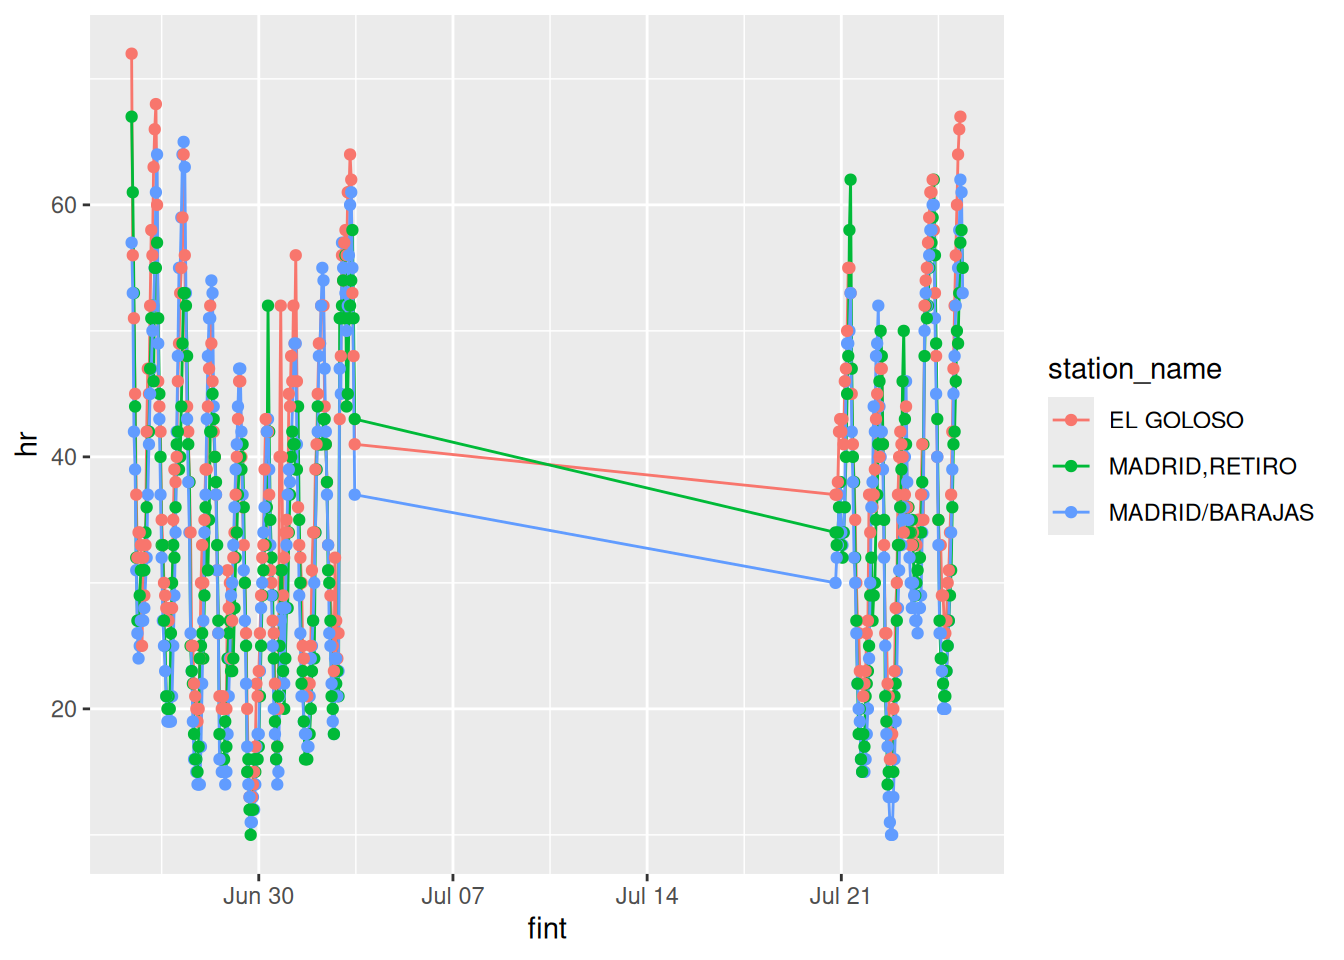 hr
60
40
20
Jun 30
Jul 07
Jul 14
Jul 21
fint
station_name
EL GOLOSO
MADRID,RETIRO
MADRID/BARAJAS